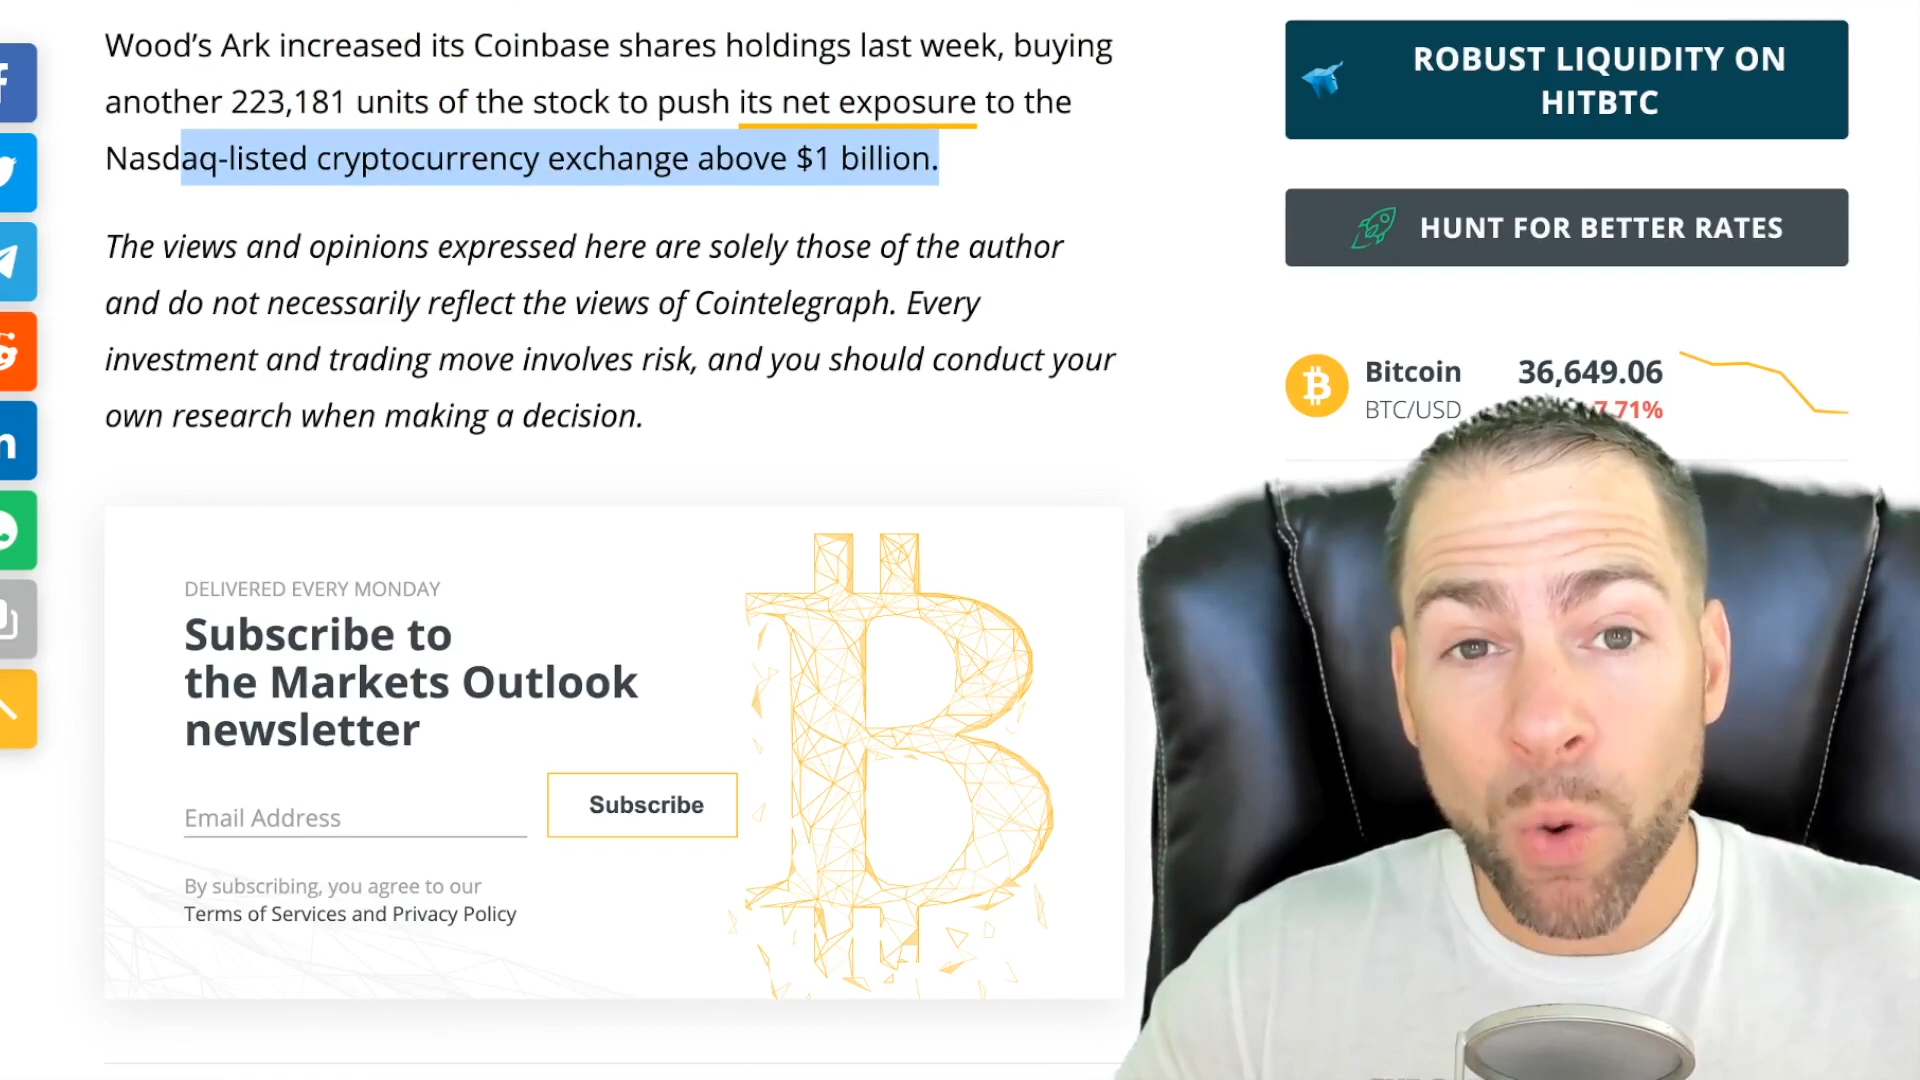 Wood's Ark increased its Coinbase shares holdings last week, buying
another 223,181 units of the stock to push its net exposure to the
Nasdaq-listed cryptocurrency exchange above $1 billion.
The views and opinions expressed here are solely those of the author
and do not necessarily reflect the views of Cointelegraph. Every
investment and trading move involves risk, and you should conduct your
own research when making a decision.
DELIVERED EVERY MONDAY
Subscribe to
the Markets Outlook
newsletter
Email Address
Subscribe
By subscribing, you agree to our
Terms of Services and Privacy Policy
ROBUST LIQUIDITY ON
HITBTC
HUNT FOR BETTER RATES
Bitcoin 36,649.06
BTC/USD 7.71%